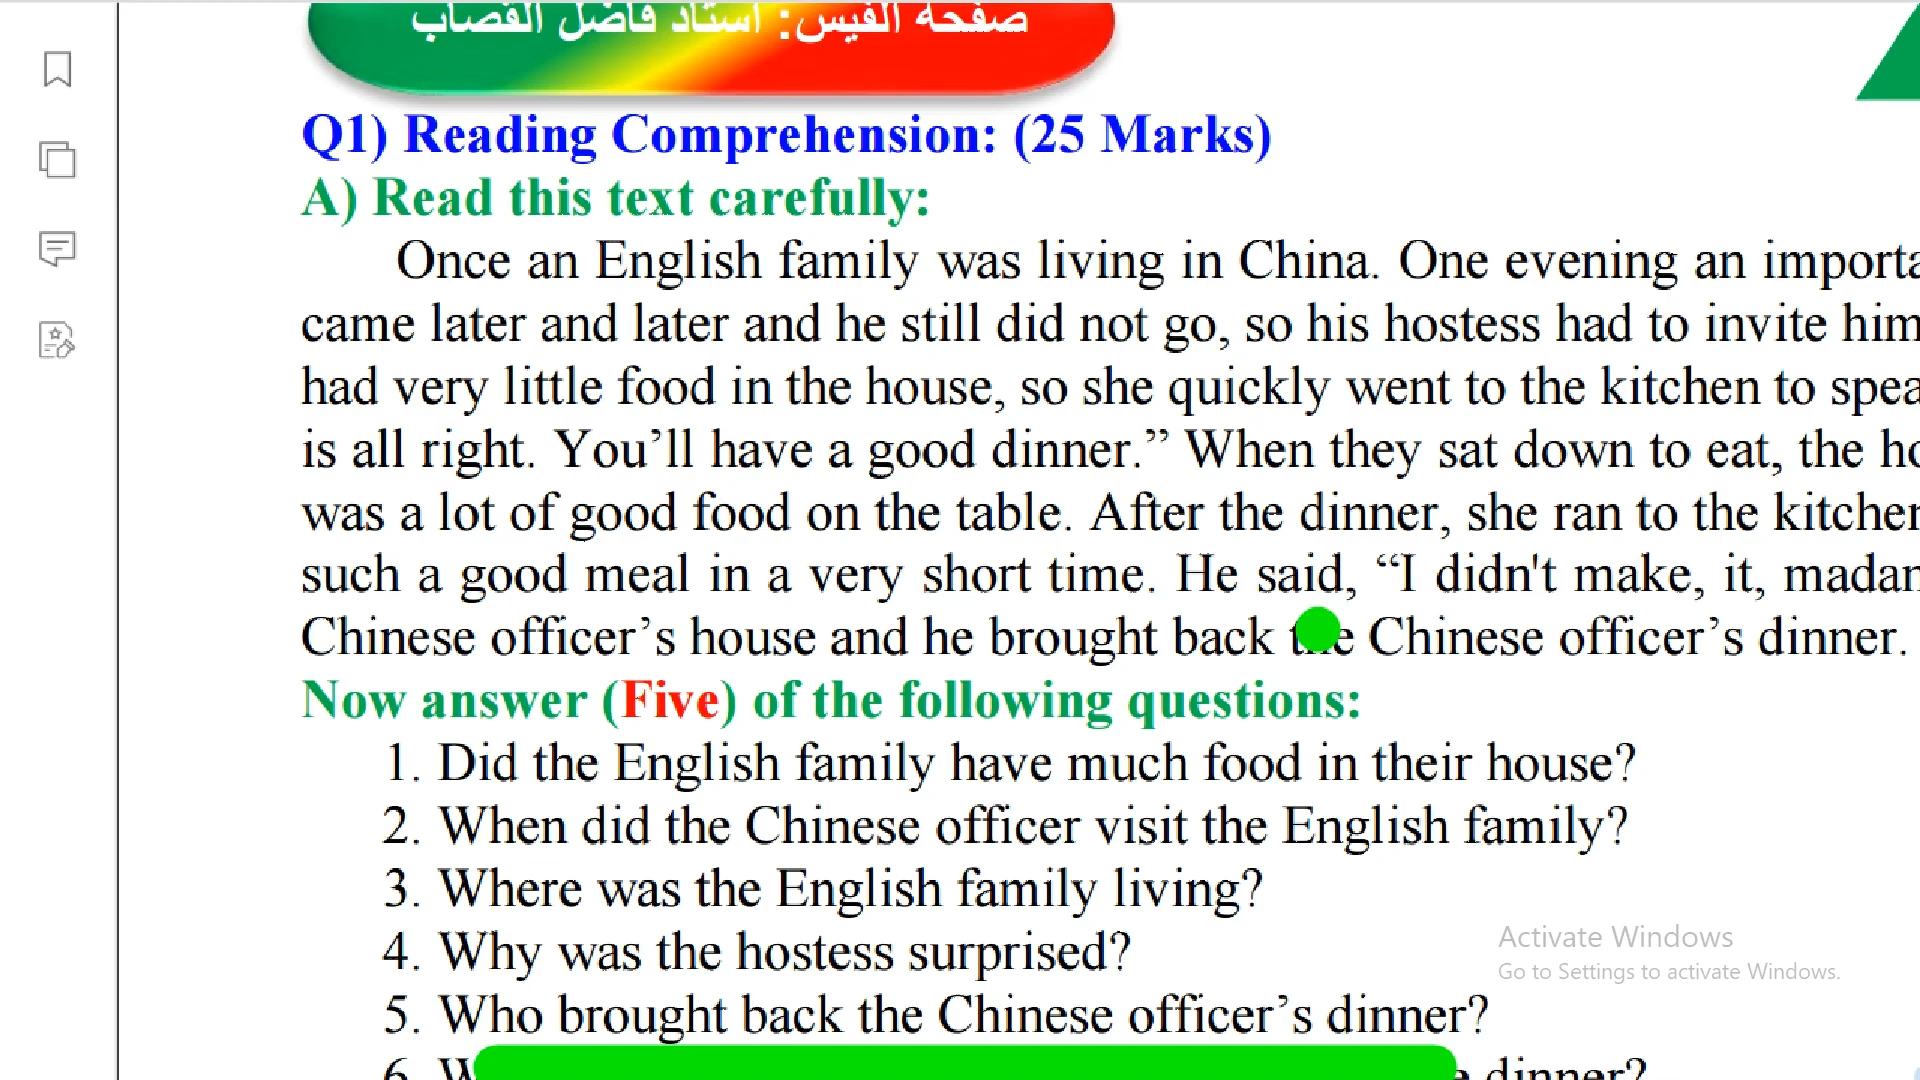 صفحة الفيس: استاذ فاضل القصاب
Q1) Reading Comprehension: (25 Marks)
A) Read this text carefully:
Once an English family was living in China. One evening an
came later and later and he still did not go, so his hostess had to invite him
had very little food in the house, so she quickly went to the kitchen to
is all right. You’ll have a good dinner.” When they sat down to eat, the
was a lot of good food on the table. After the dinner, she ran to the
such a good meal in a very short time. He said, “I didn't make, it,
Chinese officer’s house and he brought back the Chinese officer’s dinner.
Now answer (Five) of the following questions:
1. Did the English family have much food in their house?
2. When did the Chinese officer visit the English family?
3. Where was the English family living?
4. Why was the hostess surprised?
5. Who brought back the Chinese officer’s dinner?
6. dinner?
Activate Windows
Go to Settings to activate Windows.